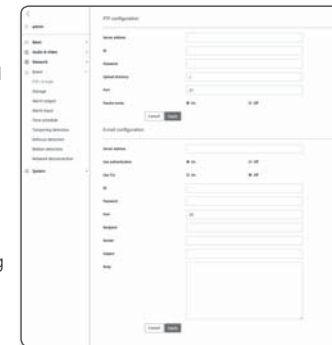 admin
Basic
Audio & Video
Network
Event
FTP / E-mail
Storage
Alarm output
Alarm input
Time schedule
Tampering detection
Defocus detection
Motion detection
Network disconnection
System
FTP configuration
Server address
ID
Password
Upload directory
/
Port
21
Passive mode
On
Off
Cancel
Apply
E-mail configuration
Server address
Use authentication
On
Off
Use TLS
On
Off
ID
Password
Port
25
Recipient
Sender
Subject
Body
Cancel
Apply
g